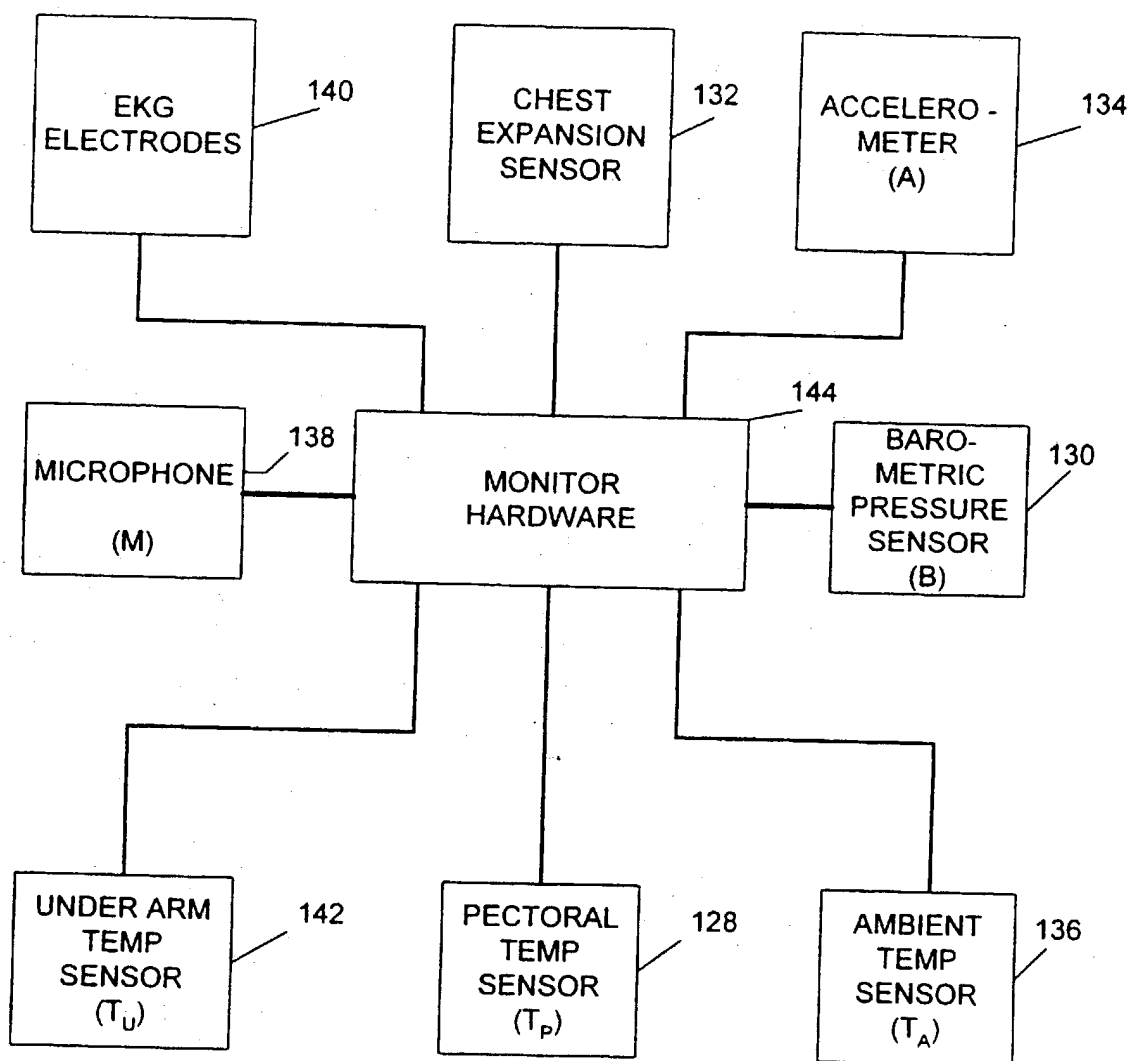 EKG
ELECTRODES
140
CHEST
EXPANSION
SENSOR
132
ACCELERO -
METER
(A)
134
MICROPHONE
(M)
138
MONITOR
HARDWARE
144
BARO-
METRIC
PRESSURE
SENSOR
(B)
130
UNDER ARM
TEMP
SENSOR
(T_U)
142
PECTORAL
TEMP
SENSOR
(T_P)
128
AMBIENT
TEMP
SENSOR
(T_A)
136